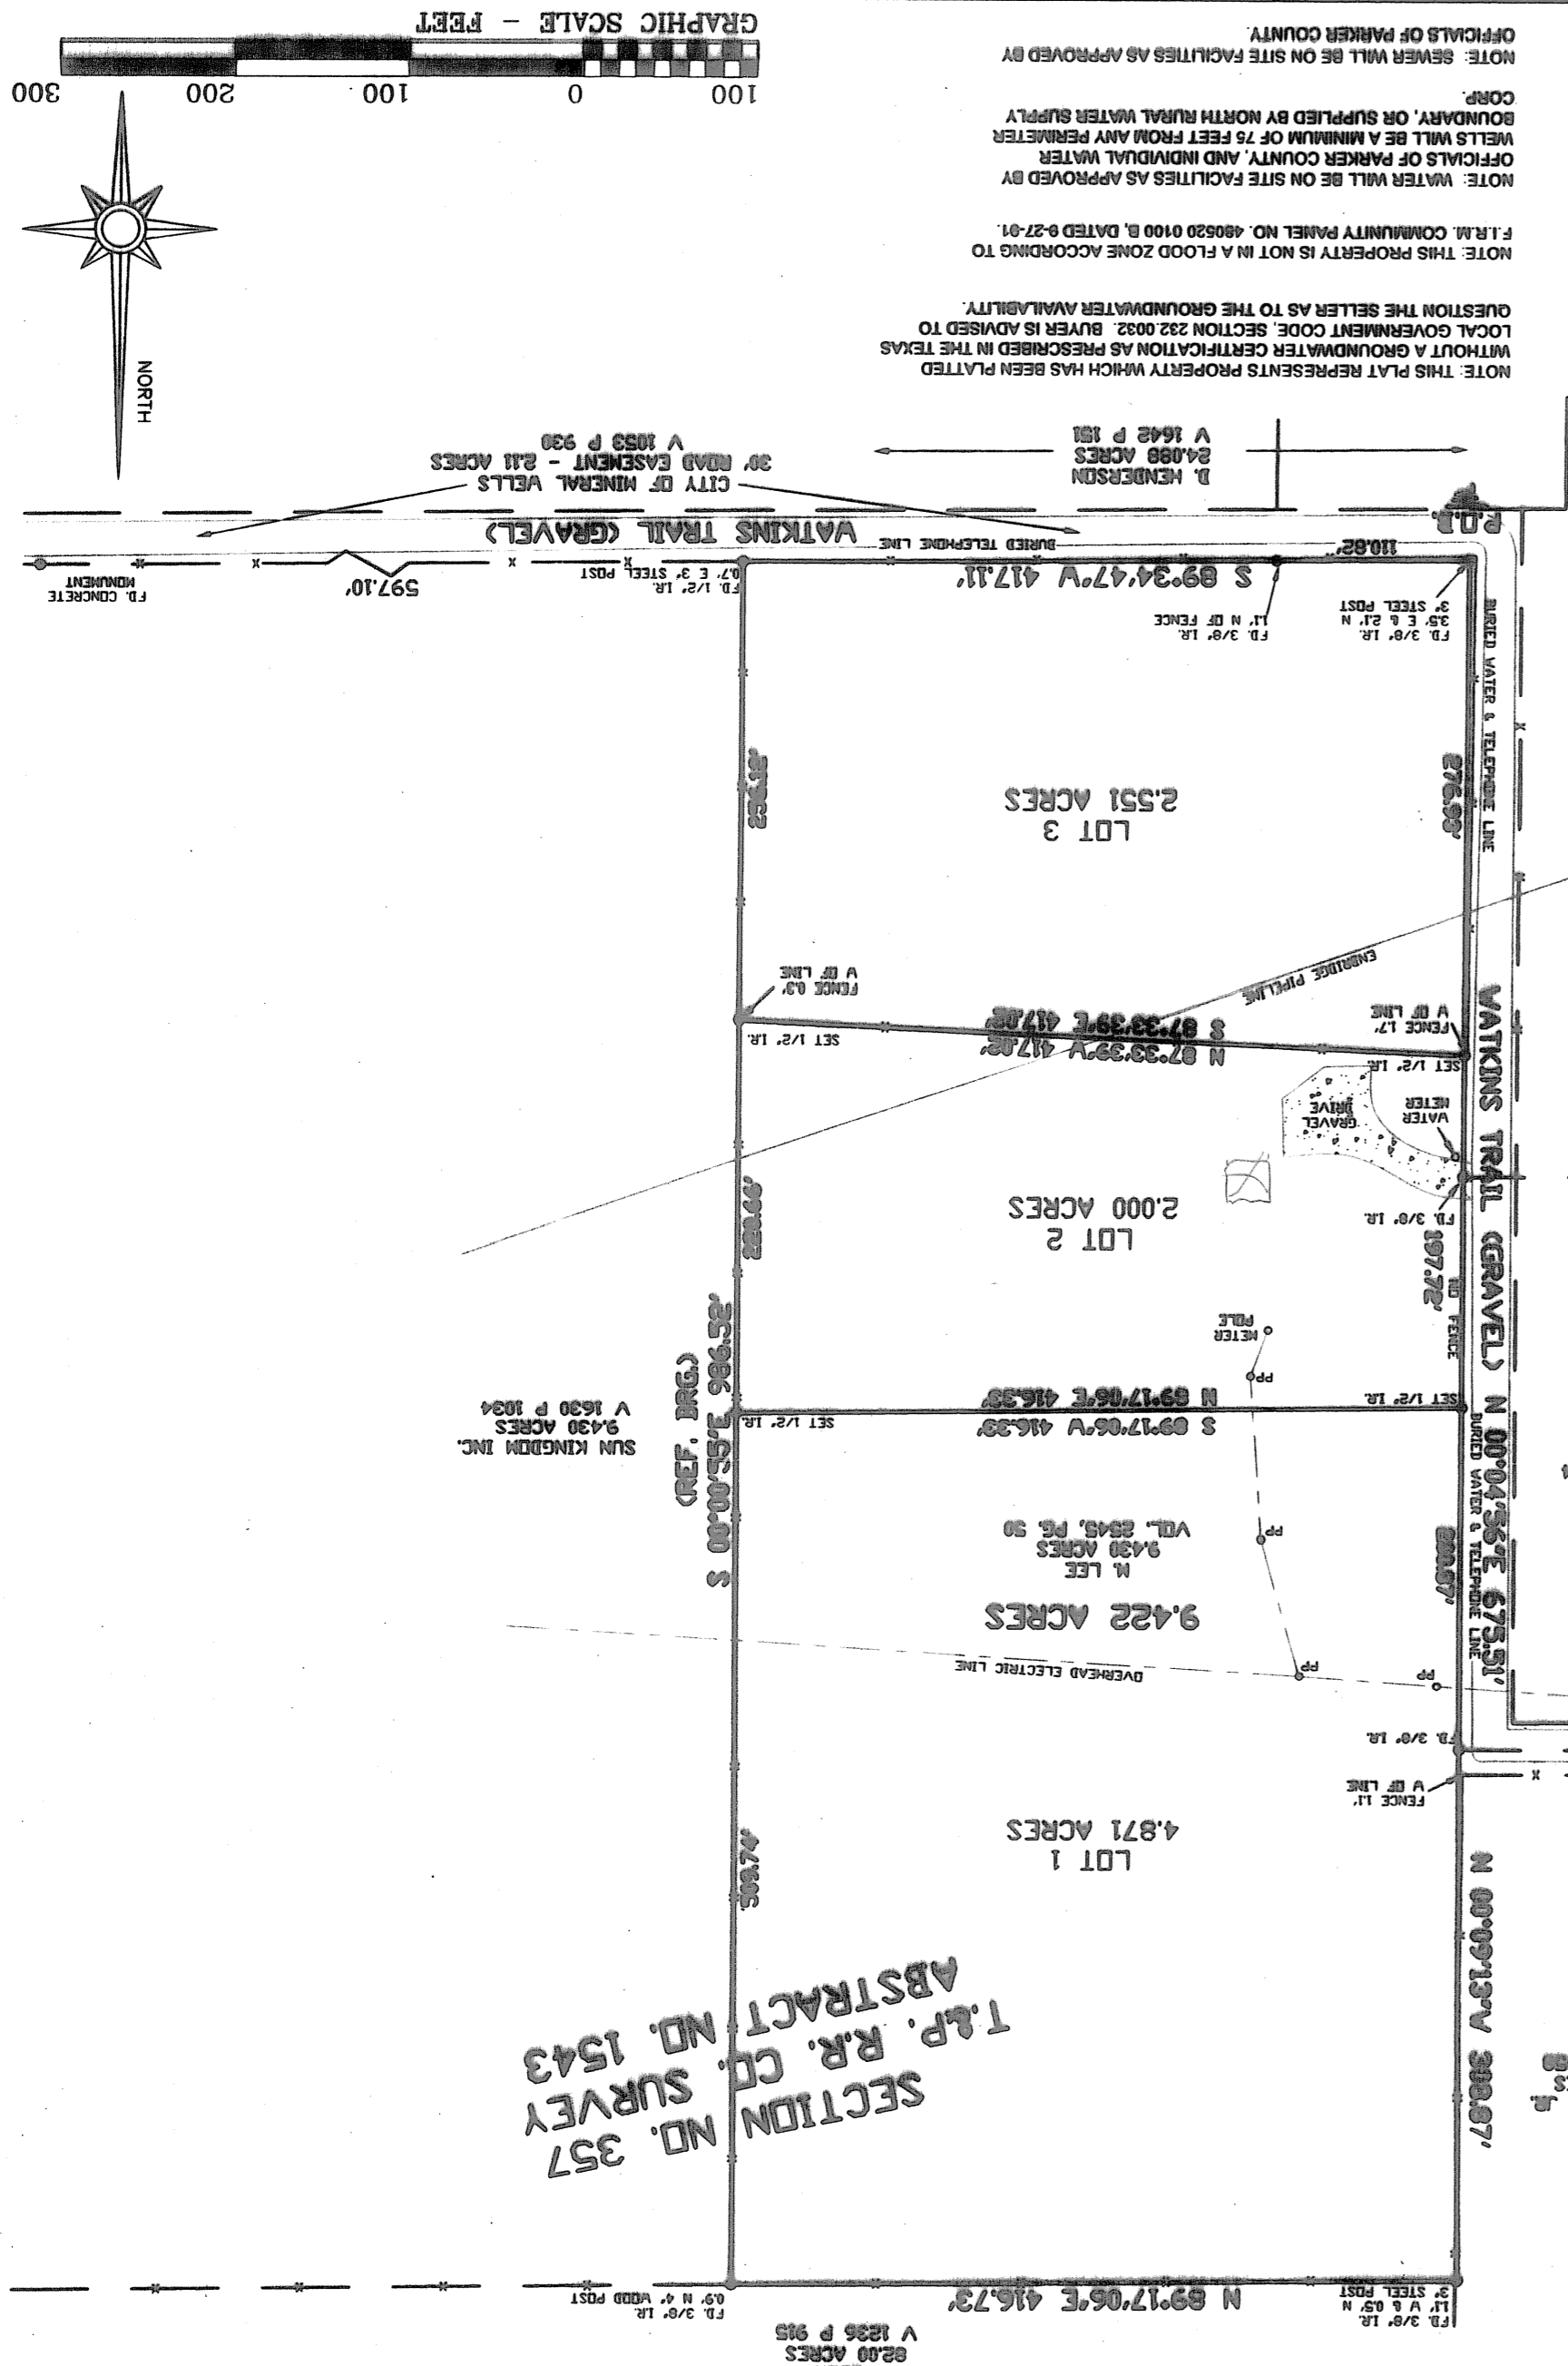 82.00 ACRES
V 1236 P 915
FD. 3/8" I.R.
1.1' W & 0.5' N
3" STEEL POST
N 89°17'06"E 416.73'
FD. 3/8" I.R.
0.9' N 4" WOOD POST
SECTION NO. 357
T.&P. R.R. CO. SURVEY
ABSTRACT NO. 1543
N 00°09'13"W
509.74'
LOT 1
4.871 ACRES
FENCE 1.1'
W OF LINE
FD. 3/8" I.R.
PP
PP
OVERHEAD ELECTRIC LINE
9.422 ACRES
M. LEE
9.430 ACRES
VOL. 2545, PG. 50
PP
BURIED WATER & TELEPHONE LINE
S 00°00'55"E 986.52'
(REF. BRG.)
SUN KINGDOM INC.
9.430 ACRES
V 1630 P 1034
S 89°17'06"W 416.33'
N 89°17'06"E 416.33'
SET 1/2" I.R.
SET 1/2" I.R.
PP
METER
POLE
NO FENCE
197.72'
WATKINS TRAIL (GRAVEL) N 00°04'56"E 675.51'
LOT 2
2.000 ACRES
220.66'
FD. 3/8" I.R.
WATER
METER
GRAVEL
DRIVE
SET 1/2" I.R.
SET 1/2" I.R.
N 87°33'39"W 417.02'
S 87°33'39"E 417.02'
FENCE 1.7'
W OF LINE
FENCE 0.3'
W OF LINE
ENBRIDGE PIPELINE
LOT 3
2.551 ACRES
276.93'
256.12'
BURIED WATER & TELEPHONE LINE
FD. 3/8" I.R.
3.5' E & 2.1' N
3" STEEL POST
FD. 3/8" I.R.
1.1' N OF FENCE
S 89°34'47"W 417.11'
FD. 1/2" I.R.
0.7' E 3" STEEL POST
597.10'
FD. CONCRETE
MONUMENT
110.82'
P.O.B.
BURIED TELEPHONE LINE
WATKINS TRAIL (GRAVEL)
D. HENDERSON
24.088 ACRES
V 1642 P 151
CITY OF MINERAL WELLS
30' ROAD EASEMENT - 2.11 ACRES
V 1053 P 930
NORTH
NOTE: THIS PLAT REPRESENTS PROPERTY WHICH HAS BEEN PLATTED
WITHOUT A GROUNDWATER CERTIFICATION AS PRESCRIBED IN THE TEXAS
LOCAL GOVERNMENT CODE, SECTION 232.0032. BUYER IS ADVISED TO
QUESTION THE SELLER AS TO THE GROUNDWATER AVAILABILITY.
NOTE: THIS PROPERTY IS NOT IN A FLOOD ZONE ACCORDING TO
F.I.R.M. COMMUNITY PANEL NO. 480520 0100 B, DATED 9-27-91.
NOTE: WATER WILL BE ON SITE FACILITIES AS APPROVED BY
OFFICIALS OF PARKER COUNTY, AND INDIVIDUAL WATER
WELLS WILL BE A MINIMUM OF 75 FEET FROM ANY PERIMETER
BOUNDARY, OR SUPPLIED BY NORTH RURAL WATER SUPPLY
CORP.
NOTE: SEWER WILL BE ON SITE FACILITIES AS APPROVED BY
OFFICIALS OF PARKER COUNTY.
100 0 100 200 300
GRAPHIC SCALE - FEET